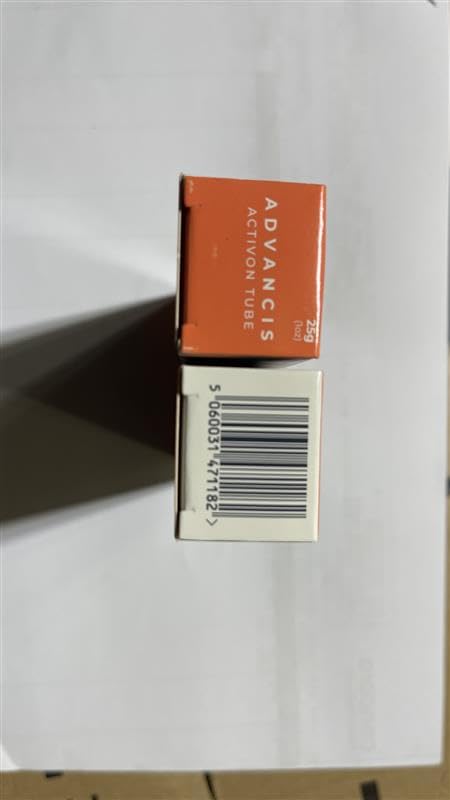 ADVANCIS
ACTIVON TUBE
25g
(1oz)
5 060031 471182 >